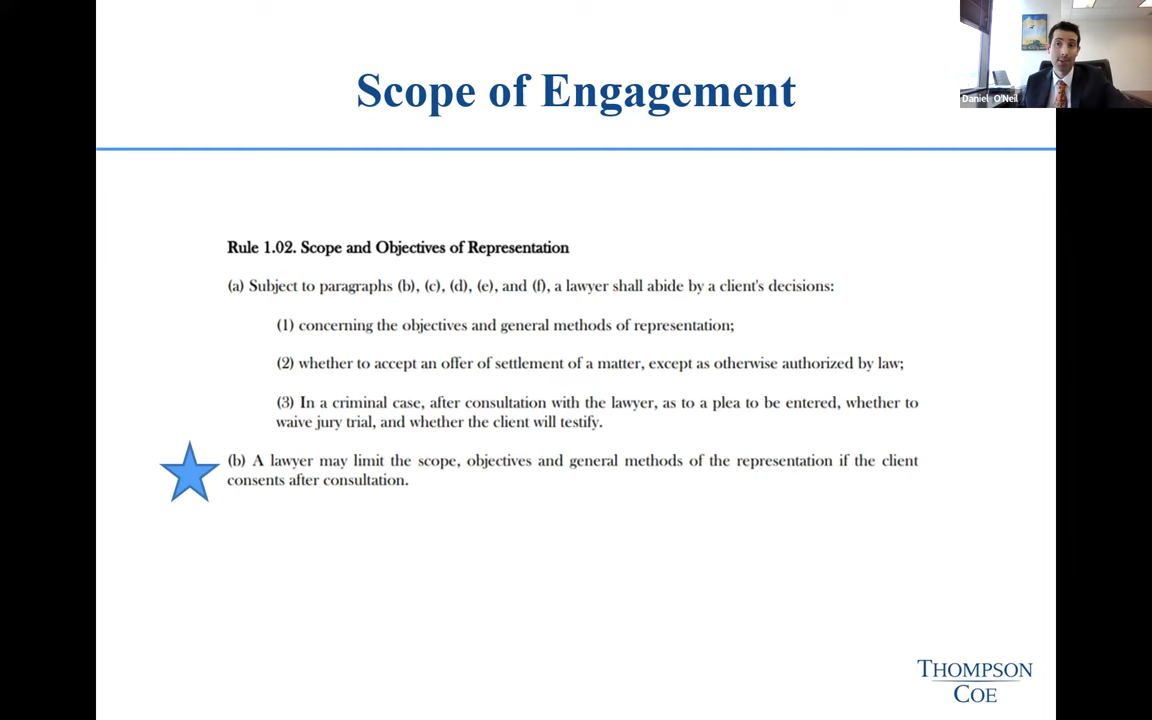 Scope of Engagement
Daniel O'Neil
Rule 1.02. Scope and Objectives of Representation
(a) Subject to paragraphs (b), (c), (d), (e), and (f), a lawyer shall abide by a client's decisions:
(1) concerning the objectives and general methods of representation;
(2) whether to accept an offer of settlement of a matter, except as otherwise authorized by law;
(3) In a criminal case, after consultation with the lawyer, as to a plea to be entered, whether to
waive jury trial, and whether the client will testify.
(b) A lawyer may limit the scope, objectives and general methods of the representation if the client
consents after consultation.
THOMPSON
COE